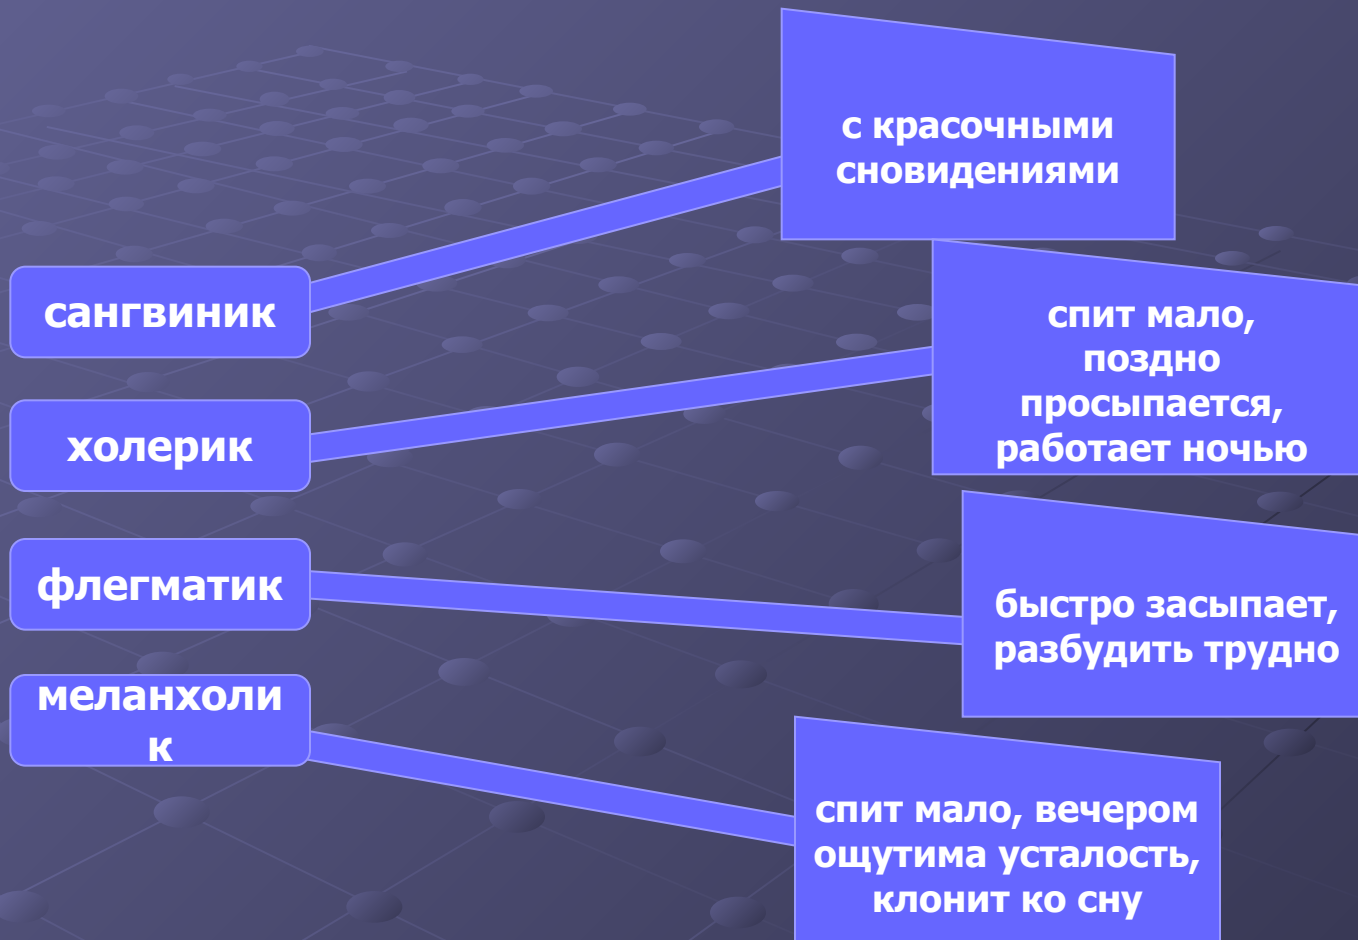 сангвиник
с красочными
сновидениями
холерик
спит мало,
поздно
просыпается,
работает ночью
флегматик
быстро засыпает,
разбудить трудно
меланхоли
к
спит мало, вечером
ощутима усталость,
клонит ко сну